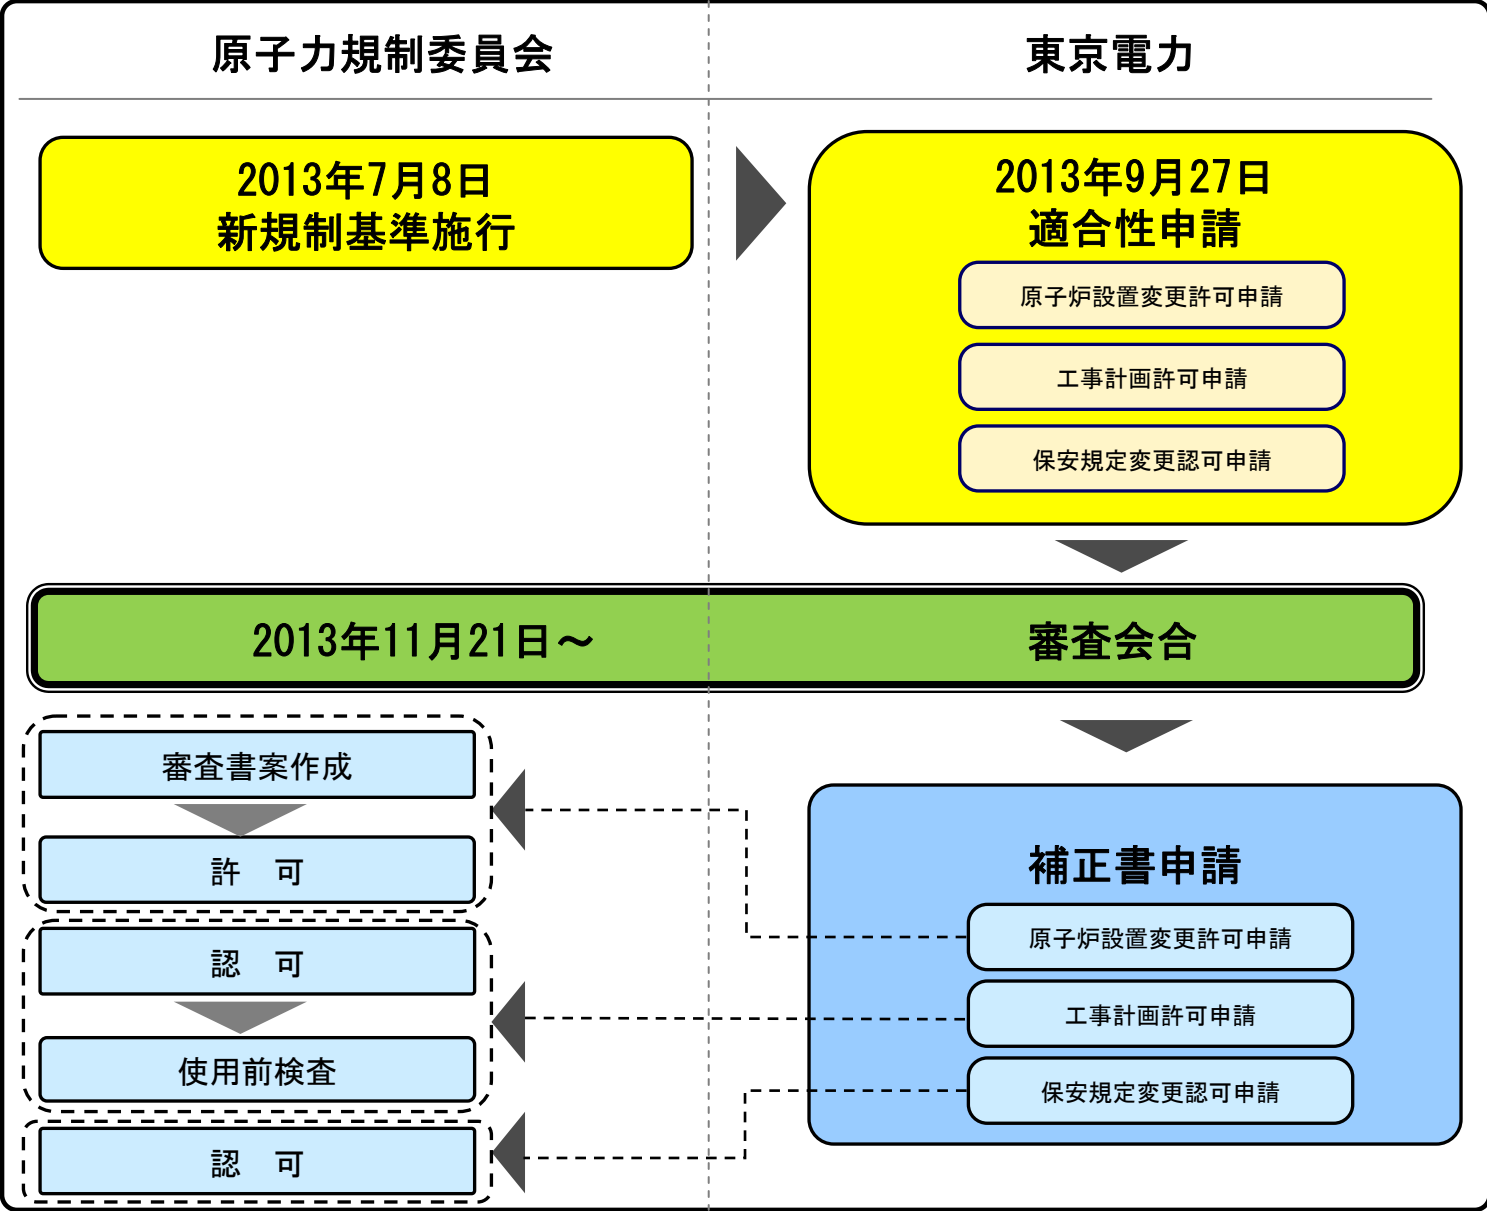 原子力規制委員会
東京電力
2013年7月8日
新規制基準施行
2013年9月27日
適合性申請
原子炉設置変更許可申請
工事計画許可申請
保安規定変更認可申請
2013年11月21日～
審査会合
審査書案作成
許　可
認　可
使用前検査
認　可
補正書申請
原子炉設置変更許可申請
工事計画許可申請
保安規定変更認可申請